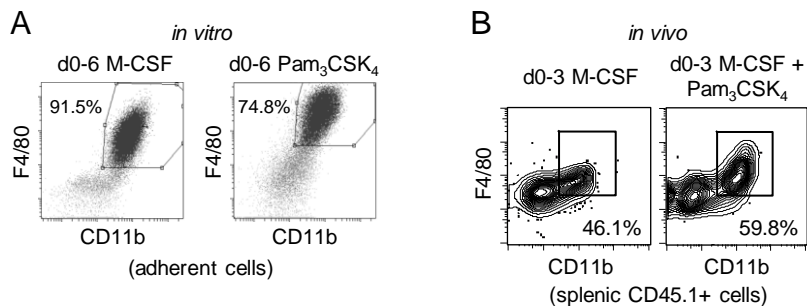 A
in vitro
d0-6 M-CSF
d0-6 Pam₃CSK₄
91.5%
74.8%
F4/80
CD11b
CD11b
(adherent cells)
B
in vivo
d0-3 M-CSF
d0-3 M-CSF +
Pam₃CSK₄
F4/80
46.1%
59.8%
CD11b
CD11b
(splenic CD45.1+ cells)